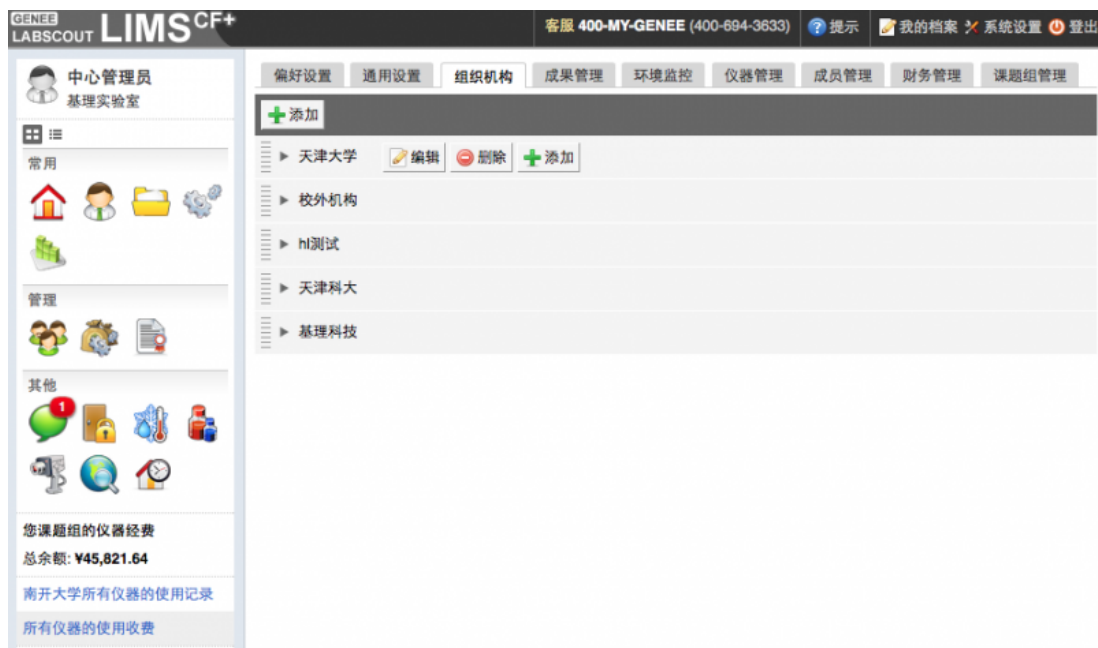 GENEE
LABSCOUT LIMS CF+
客服 400-MY-GENEE (400-694-3633) 提示 我的档案 系统设置 登出
中心管理员
基理实验室
常用
管理
其他
1
您课题组的仪器经费
总余额: ¥45,821.64
南开大学所有仪器的使用记录
所有仪器的使用收费
偏好设置 通用设置 组织机构 成果管理 环境监控 仪器管理 成员管理 财务管理 课题组管理
添加
天津大学 编辑 删除 添加
校外机构
hl测试
天津科大
基理科技